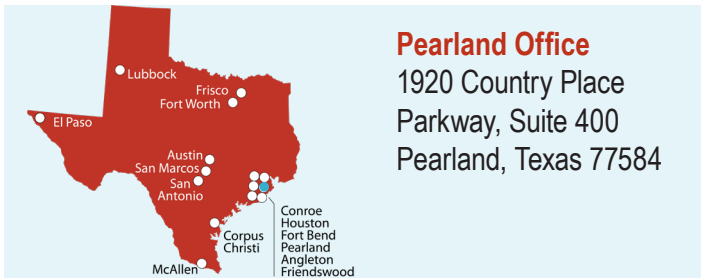 Lubbock
Frisco
Fort Worth
El Paso
Austin
San Marcos
San
Antonio
Conroe
Houston
Fort Bend
Pearland
Angleton
Friendswood
Corpus
Christi
McAllen
Pearland Office
1920 Country Place
Parkway, Suite 400
Pearland, Texas 77584